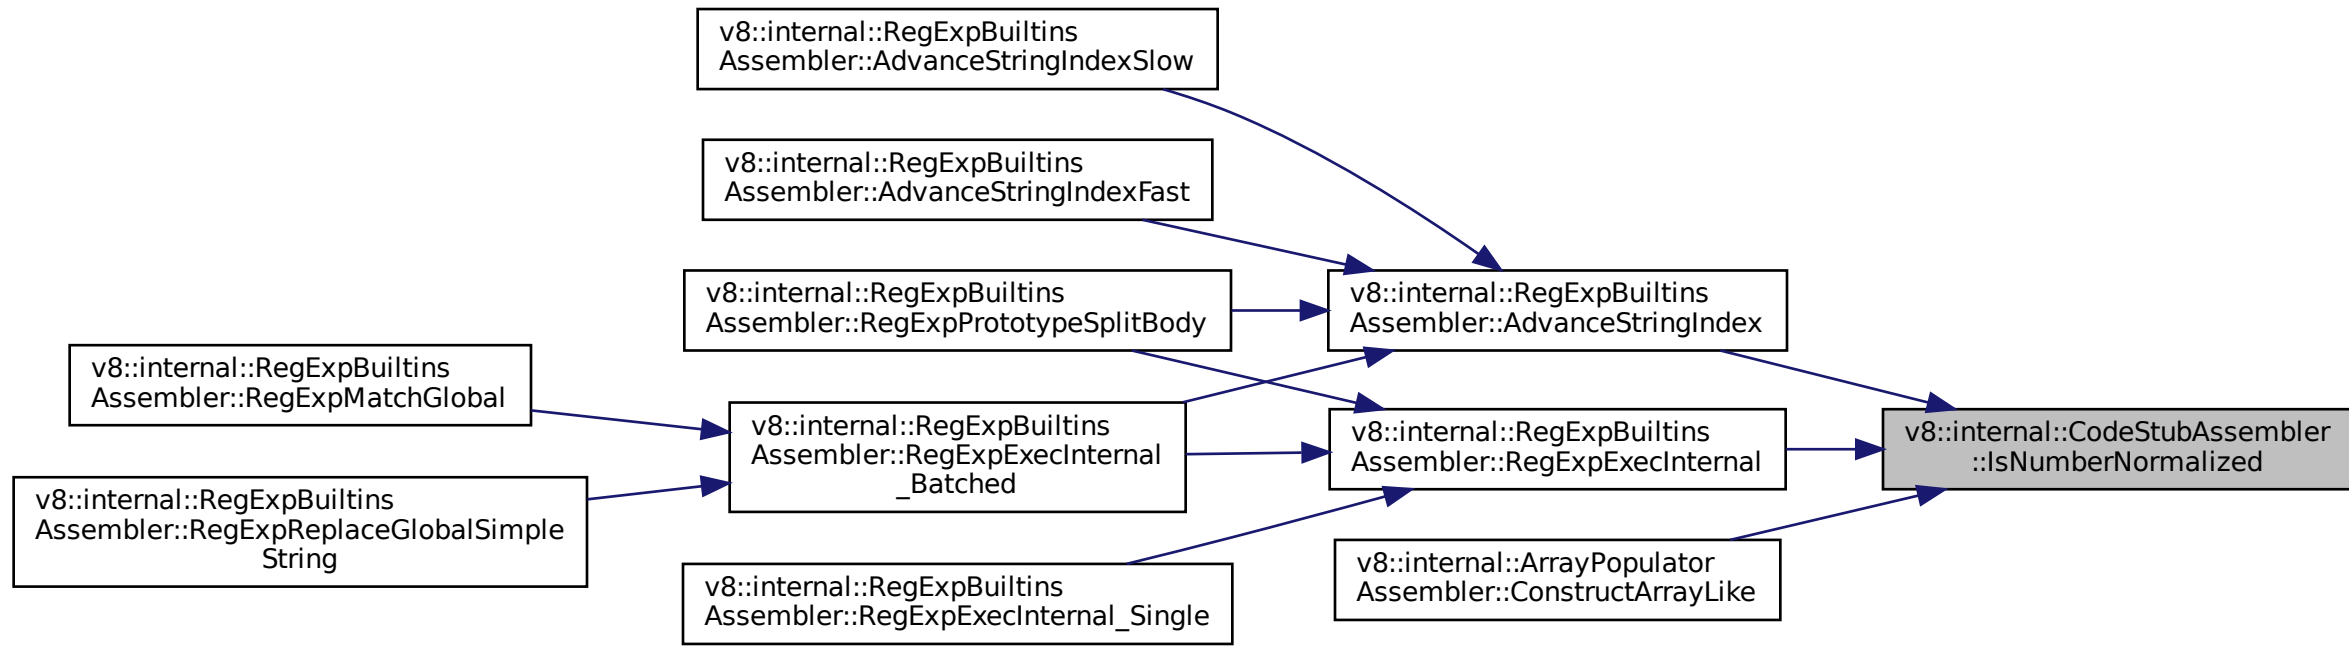 v8::internal::RegExpBuiltins
Assembler::AdvanceStringIndexSlow
v8::internal::RegExpBuiltins
Assembler::AdvanceStringIndexFast
v8::internal::RegExpBuiltins
Assembler::RegExpPrototypeSplitBody
v8::internal::RegExpBuiltins
Assembler::AdvanceStringIndex
v8::internal::RegExpBuiltins
Assembler::RegExpMatchGlobal
v8::internal::RegExpBuiltins
Assembler::RegExpExecInternal
_Batched
v8::internal::RegExpBuiltins
Assembler::RegExpExecInternal
v8::internal::CodeStubAssembler
::IsNumberNormalized
v8::internal::RegExpBuiltins
Assembler::RegExpReplaceGlobalSimple
String
v8::internal::RegExpBuiltins
Assembler::RegExpExecInternal_Single
v8::internal::ArrayPopulator
Assembler::ConstructArrayLike